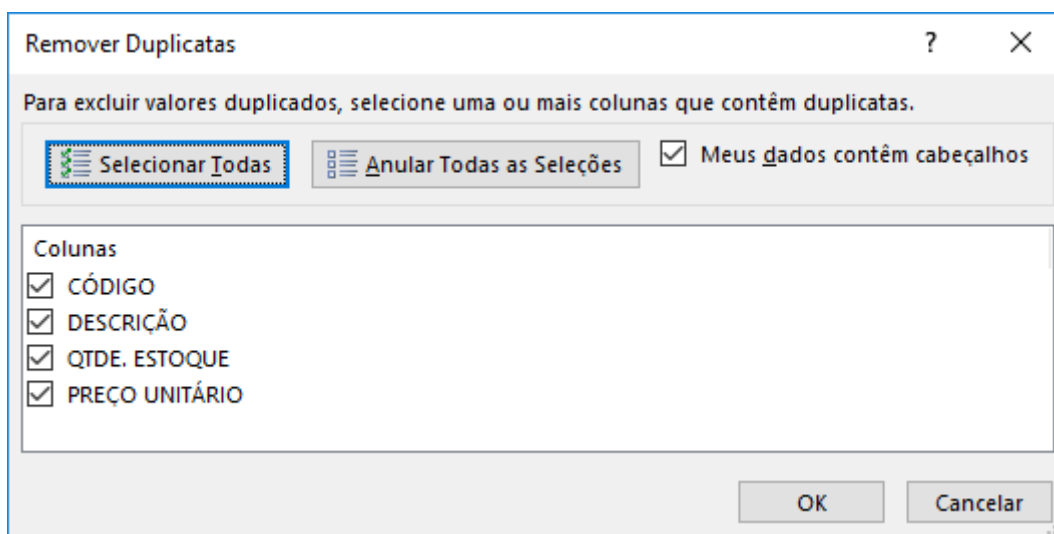 Remover Duplicatas ?
Para excluir valores duplicados, selecione uma ou mais colunas que contêm duplicatas.
Selecionar Todas Anular Todas as Seleções Meus dados contêm cabeçalhos
Colunas
CÓDIGO
DESCRIÇÃO
QTDE. ESTOQUE
PREÇO UNITÁRIO
OK Cancelar